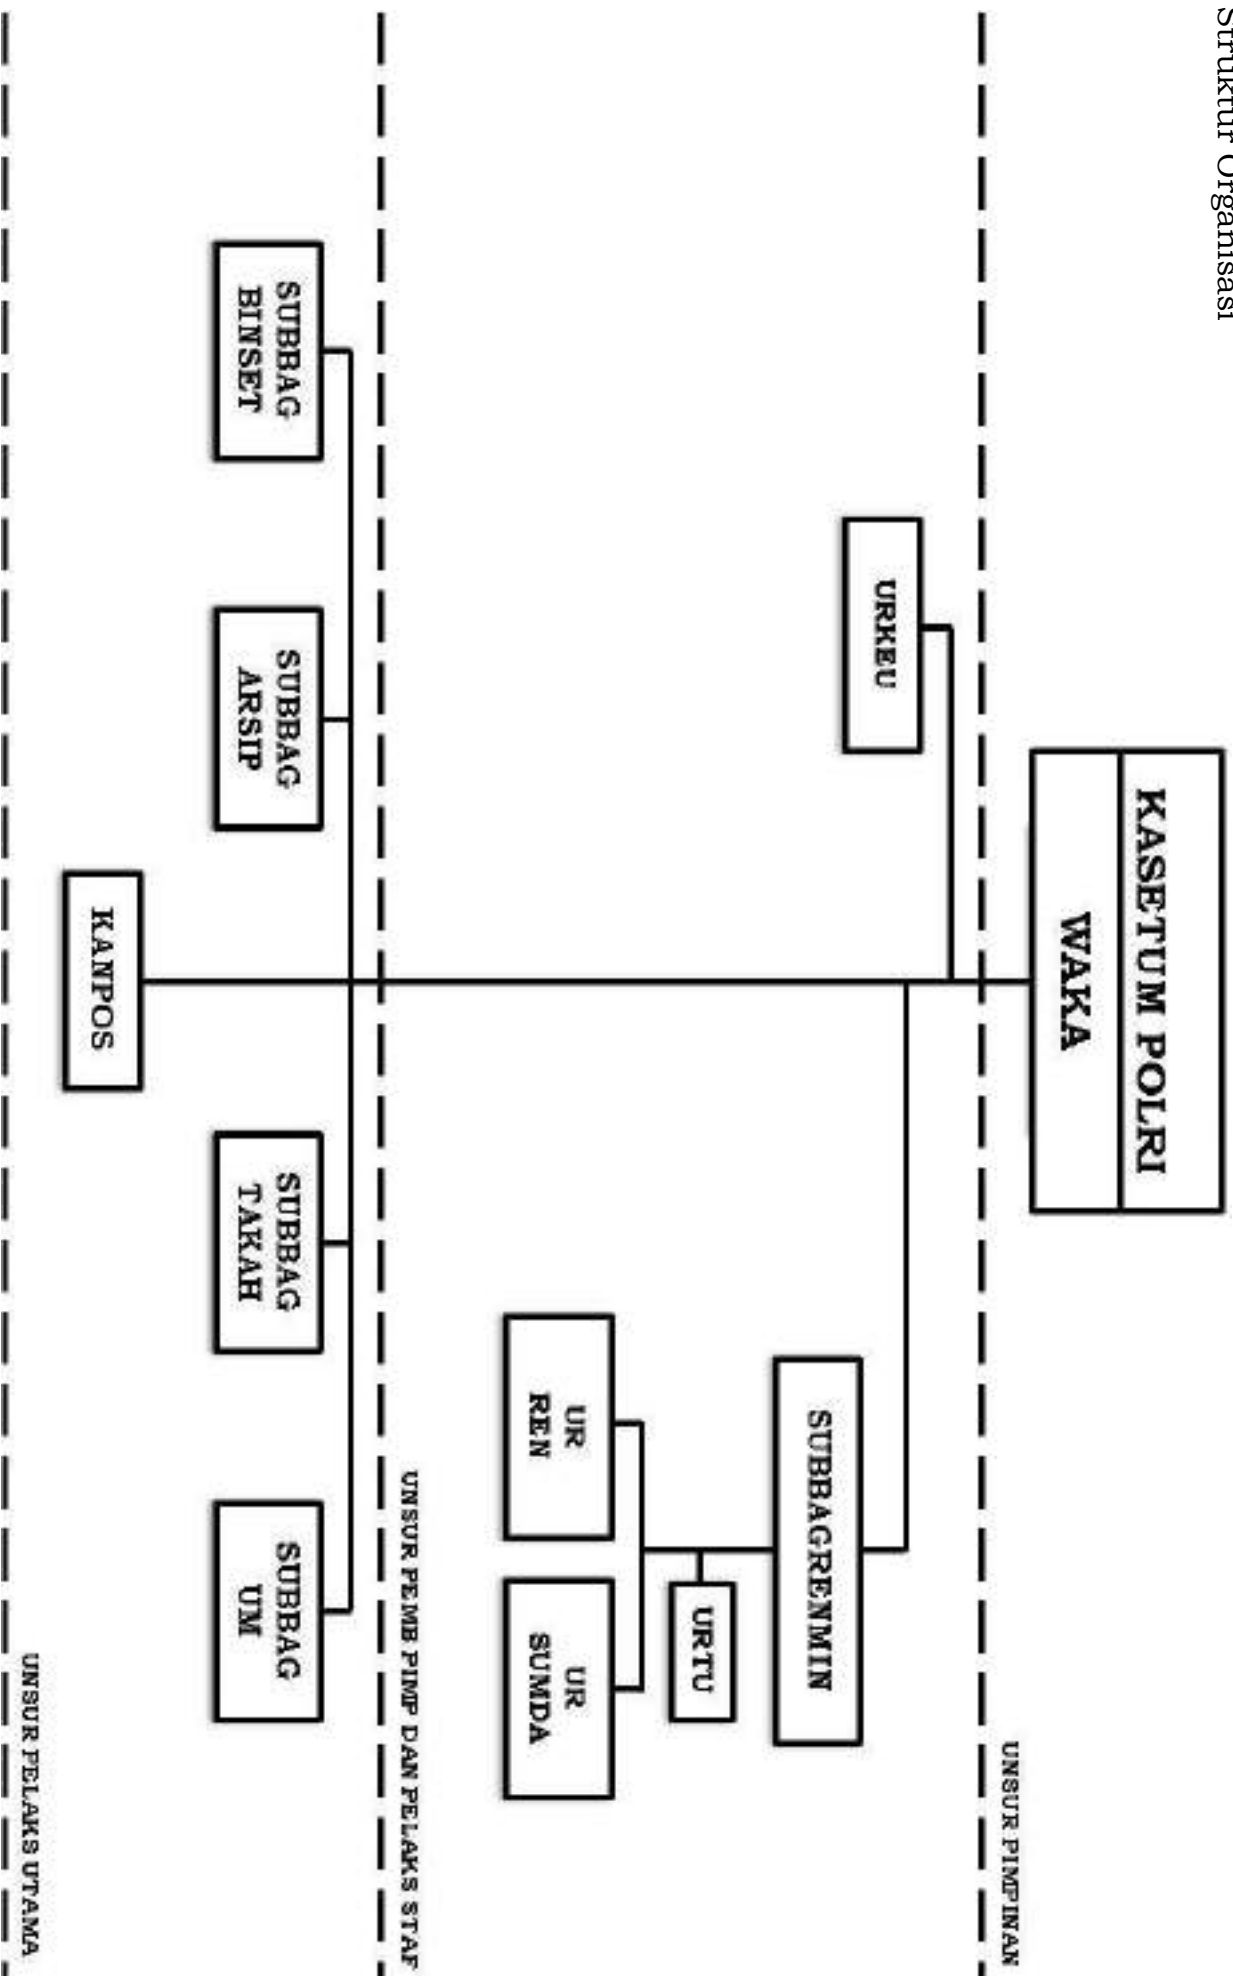 Struktur Organisasi
KASETUM POLRI
WAKA
UNSUR PIMPINAN
URKEU
SUBBAGRENMIN
URTU
UR
REN
UR
SUMDA
UNSUR PEMB PIMP DAN PELAKS STAF
SUBBAG
BINSET
SUBBAG
ARSIP
SUBBAG
TAKAH
SUBBAG
UM
KANPOS
UNSUR PELAKS UTAMA